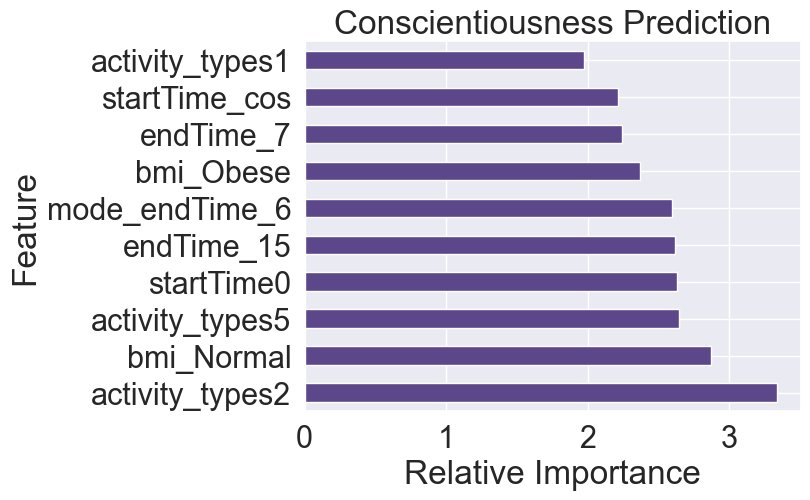 Conscientiousness Prediction
activity_types1
startTime_cos
endTime_7
bmi_Obese
mode_endTime_6
endTime_15
startTime0
activity_types5
bmi_Normal
activity_types2
Feature
0 1 2 3
Relative Importance